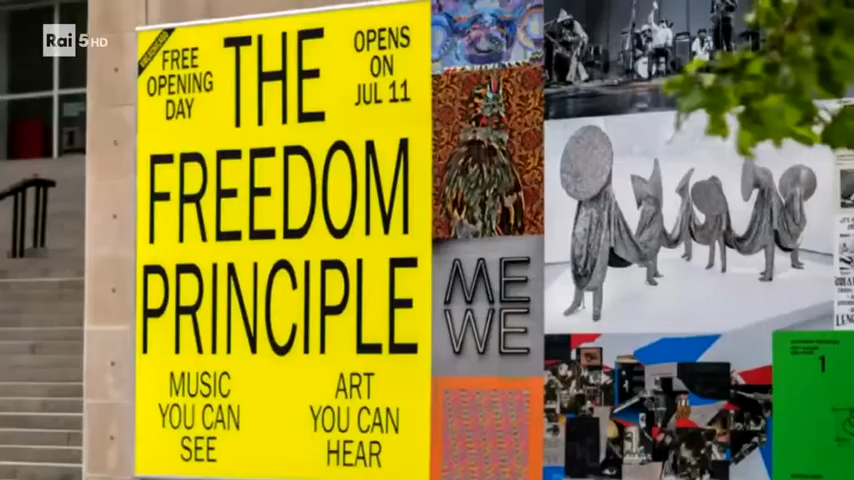 Rai 5 HD
FREE
OPENING
DAY
THE
OPENS
ON
JUL 11
FREEDOM
PRINCIPLE
MUSIC
YOU CAN
SEE
ART
YOU CAN
HEAR
ME
WE
1